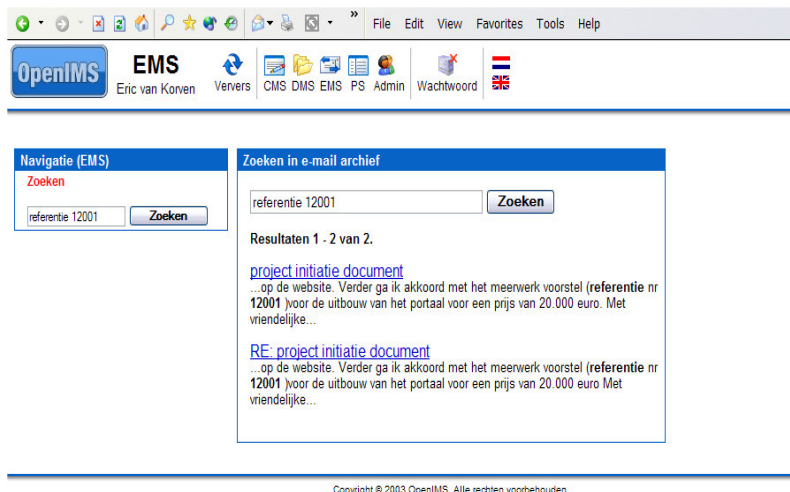 » File Edit View Favorites Tools Help
OpenIMS EMS
Eric van Korven Ververs CMS DMS EMS PS Admin Wachtwoord
Navigatie (EMS)
Zoeken
referentie 12001 Zoeken
Zoeken in e-mail archief
referentie 12001 Zoeken
Resultaten 1 - 2 van 2.
project initiatie document
...op de website. Verder ga ik akkoord met het meerwerk voorstel (referentie nr
12001 )voor de uitbouw van het portaal voor een prijs van 20.000 euro. Met
vriendelijke...
RE: project initiatie document
...op de website. Verder ga ik akkoord met het meerwerk voorstel (referentie nr
12001 )voor de uitbouw van het portaal voor een prijs van 20.000 euro Met
vriendelijke...
Copyright © 2003 OpenIMS. Alle rechten voorbehouden